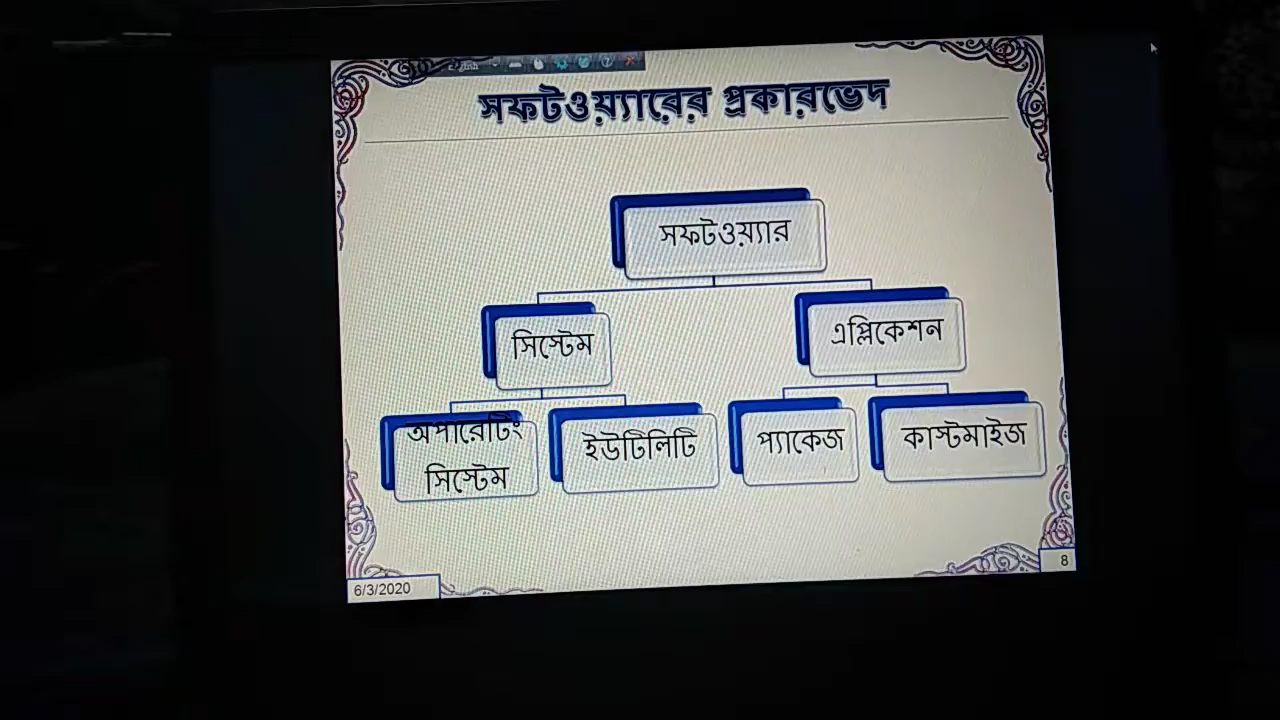 সফটওয়্যারের প্রকারভেদ
সফটওয়্যার
সিস্টেম
এপ্লিকেশন
অপারেটিং
সিস্টেম
ইউটিলিটি
প্যাকেজ
কাস্টমাইজ
6/3/2020
8